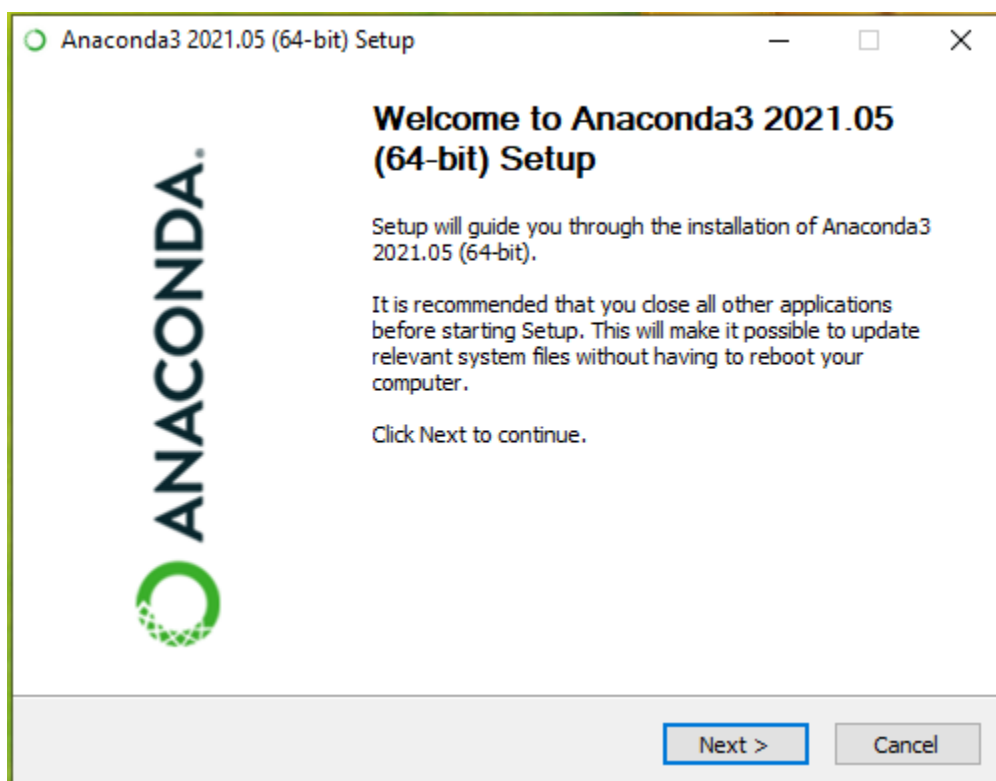 Anaconda3 2021.05 (64-bit) Setup
ANACONDA.
Welcome to Anaconda3 2021.05
(64-bit) Setup
Setup will guide you through the installation of Anaconda3
2021.05 (64-bit).
It is recommended that you close all other applications
before starting Setup. This will make it possible to update
relevant system files without having to reboot your
computer.
Click Next to continue.
Next >
Cancel